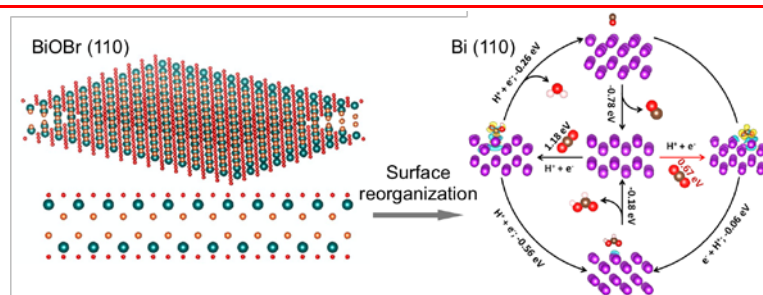 BiOBr (110)
Bi (110)
Surface
reorganization
H⁺ + e⁻; -0.26 eV
-0.78 eV
1.18 eV
H⁺ + e⁻
H⁺ + e⁻
0.67 eV
-0.18 eV
H⁺ + e⁻; -0.56 eV
e⁻ + H⁺; -0.06 eV